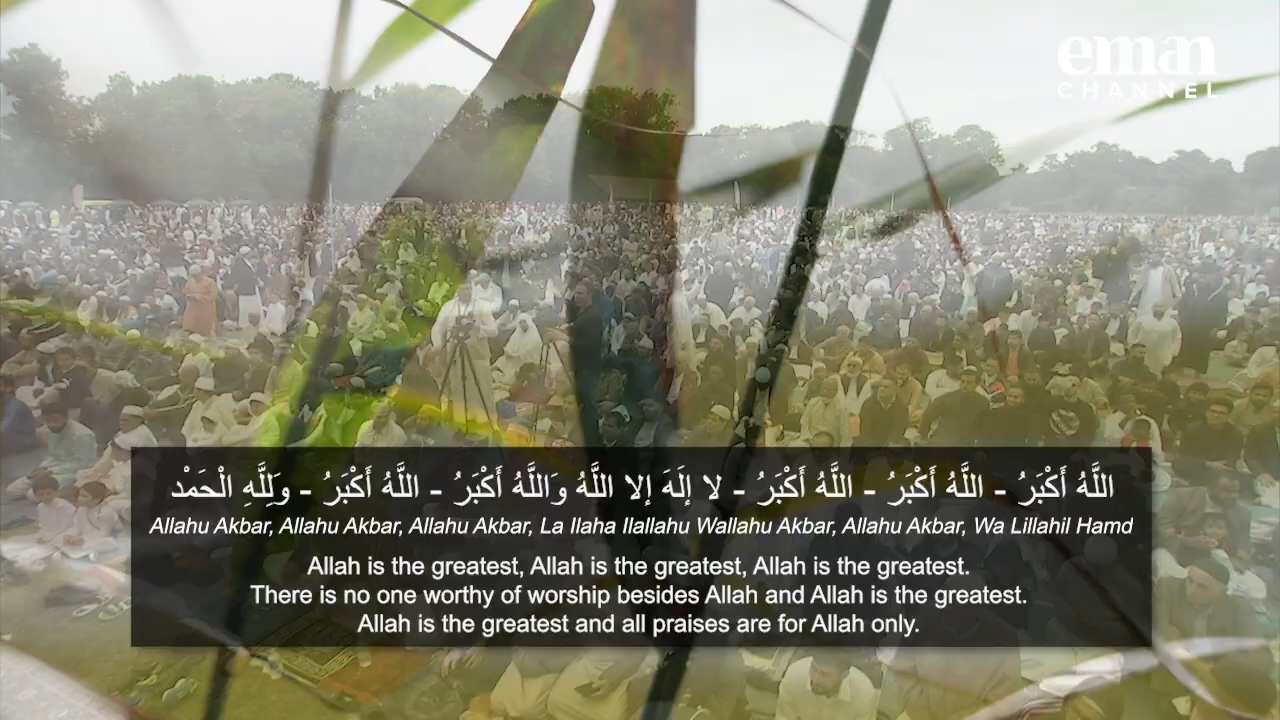 eman
CHANNEL
اللَّهُ أَكْبَرُ - اللَّهُ أَكْبَرُ - اللَّهُ أَكْبَرُ - لا إِلَهَ إلا اللَّهُ وَاللَّهُ أَكْبَرُ - اللَّهُ أَكْبَرُ - وَلِلَّهِ الْحَمْدْ
Allahu Akbar, Allahu Akbar, Allahu Akbar, La Ilaha Ilallahu Wallahu Akbar, Allahu Akbar, Wa Lillahil Hamd
Allah is the greatest, Allah is the greatest, Allah is the greatest.
There is no one worthy of worship besides Allah and Allah is the greatest.
Allah is the greatest and all praises are for Allah only.